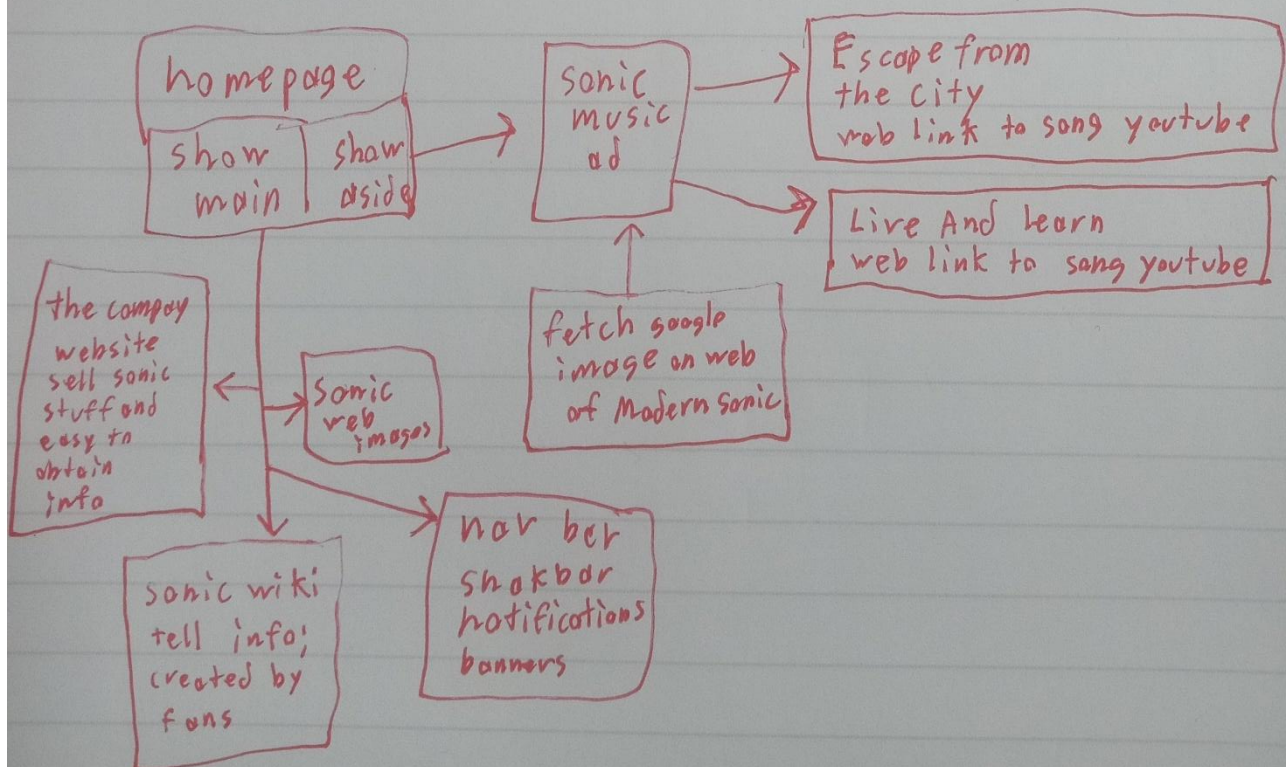 homepage
show
main
show
aside
sonic
music
ad
Escape from
the city
web link to song youtube
Live And Learn
web link to song youtube
fetch google
image on web
of Modern sonic
the compay
website
sell sonic
stuff and
easy to
obtain
info
sonic
web
images
sonic wiki
tell info;
created by
fans
nav bar
snakbar
notifications
banners